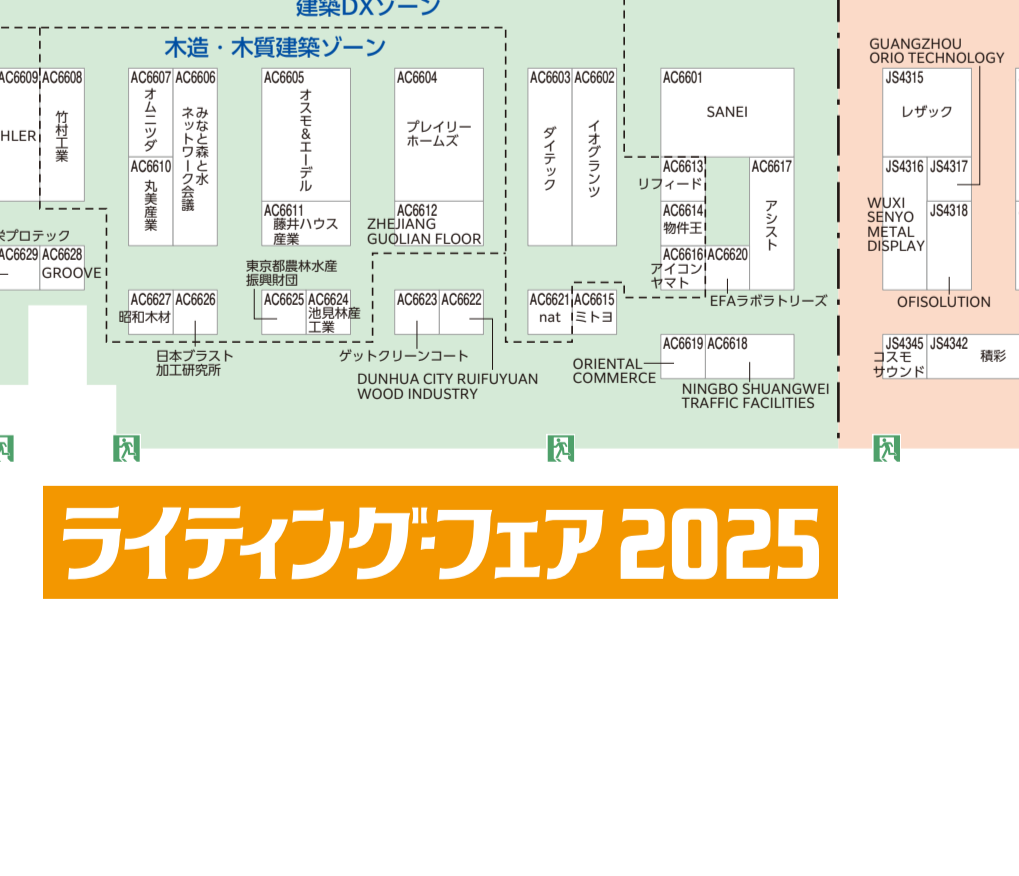 建築DXゾーン
木造・木質建築ゾーン
AC6609
HLER
AC6608
竹村工業
AC6607
オムニツダ
AC6606
みなと森と水
ネットワーク会議
AC6610
丸美産業
AC6605
オスモ&エーデル
AC6611
藤井ハウス
産業
AC6604
プレイリー
ホームズ
AC6612
ZHEJIANG
GUOLIAN FLOOR
AC6603
ダイテック
AC6602
イオグランツ
AC6601
SANEI
AC6613
リフィード
AC6614
物件王
AC6616
アイコン
ヤマト
AC6617
アシスト
AC6620
EFAラボラトリーズ
プロテック
AC6629
AC6628
GROOVE
AC6627
昭和木材
AC6626
日本ブラスト
加工研究所
東京都農林水産
振興財団
AC6625
AC6624
池見林産
工業
AC6623
ゲットクリーンコート
AC6622
DUNHUA CITY RUIFUYUAN
WOOD INDUSTRY
AC6621
nat
AC6615
ミトヨ
AC6619
ORIENTAL
COMMERCE
AC6618
NINGBO SHUANGWEI
TRAFFIC FACILITIES
GUANGZHOU
ORIO TECHNOLOGY
JS4315
レザック
JS4316
WUXI
SENYO
METAL
DISPLAY
JS4317
JS4318
OFISOLUTION
JS4345
コスモ
サウンド
JS4342
積彩
ライティング・フェア 2025